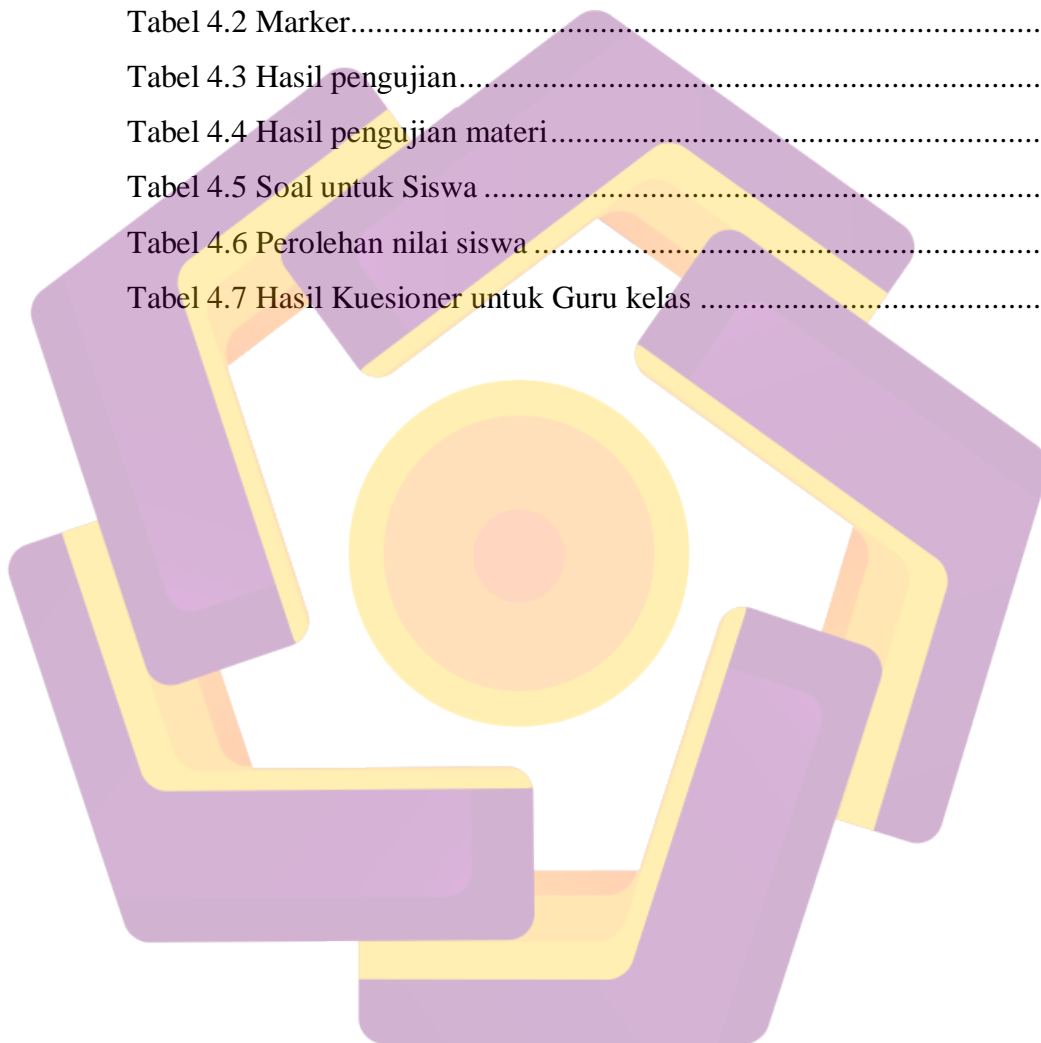 Tabel 4.2 Marker....................................................................................
Tabel 4.3 Hasil pengujian.......................................................................
Tabel 4.4 Hasil pengujian materi............................................................
Tabel 4.5 Soal untuk Siswa ....................................................................
Tabel 4.6 Perolehan nilai siswa...............................................................
Tabel 4.7 Hasil Kuesioner untuk Guru kelas ..........................................